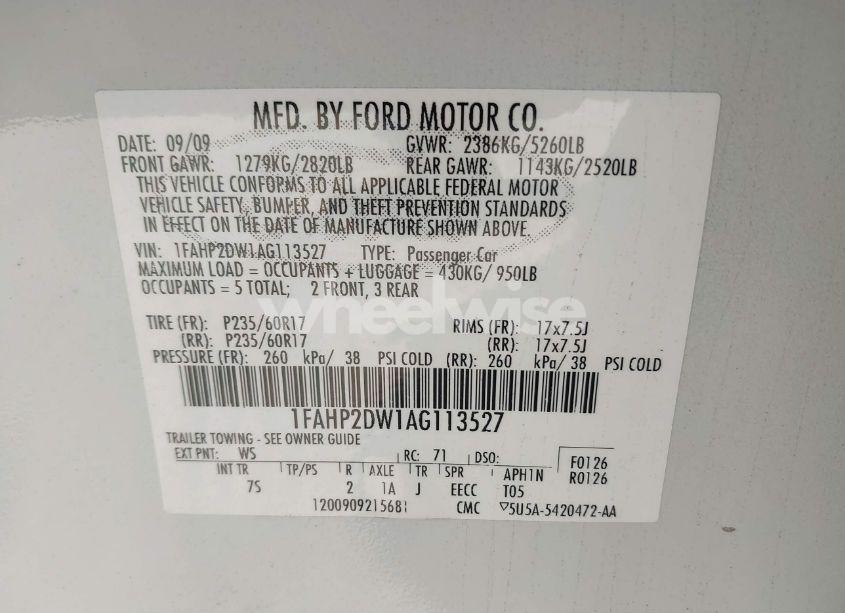 MFD. BY FORD MOTOR CO.
DATE: 09/09 GVWR: 2386KG/5260LB
FRONT GAWR: 1279KG/2820LB REAR GAWR: 1143KG/2520LB
THIS VEHICLE CONFORMS TO ALL APPLICABLE FEDERAL MOTOR
VEHICLE SAFETY, BUMPER, AND THEFT PREVENTION STANDARDS
IN EFFECT ON THE DATE OF MANUFACTURE SHOWN ABOVE.
VIN: 1FAHP2DW1AG113527 TYPE: Passenger Car
MAXIMUM LOAD = OCCUPANTS + LUGGAGE = 430KG/ 950LB
OCCUPANTS = 5 TOTAL; 2 FRONT, 3 REAR
wheelwise
TIRE (FR): P235/60R17 RIMS (FR): 17x7.5J
(RR): P235/60R17 (RR): 17x7.5J
PRESSURE (FR): 260 kPa/ 38 PSI COLD (RR): 260 kPa/ 38 PSI COLD
1FAHP2DW1AG113527
TRAILER TOWING - SEE OWNER GUIDE
EXT PNT: WS RC: 71 DSO: F0126
INT TR TP/PS R AXLE TR SPR APH1N R0126
7S 2 1A J EECC T05
1200909215681 CMC ▽5U5A-5420472-AA